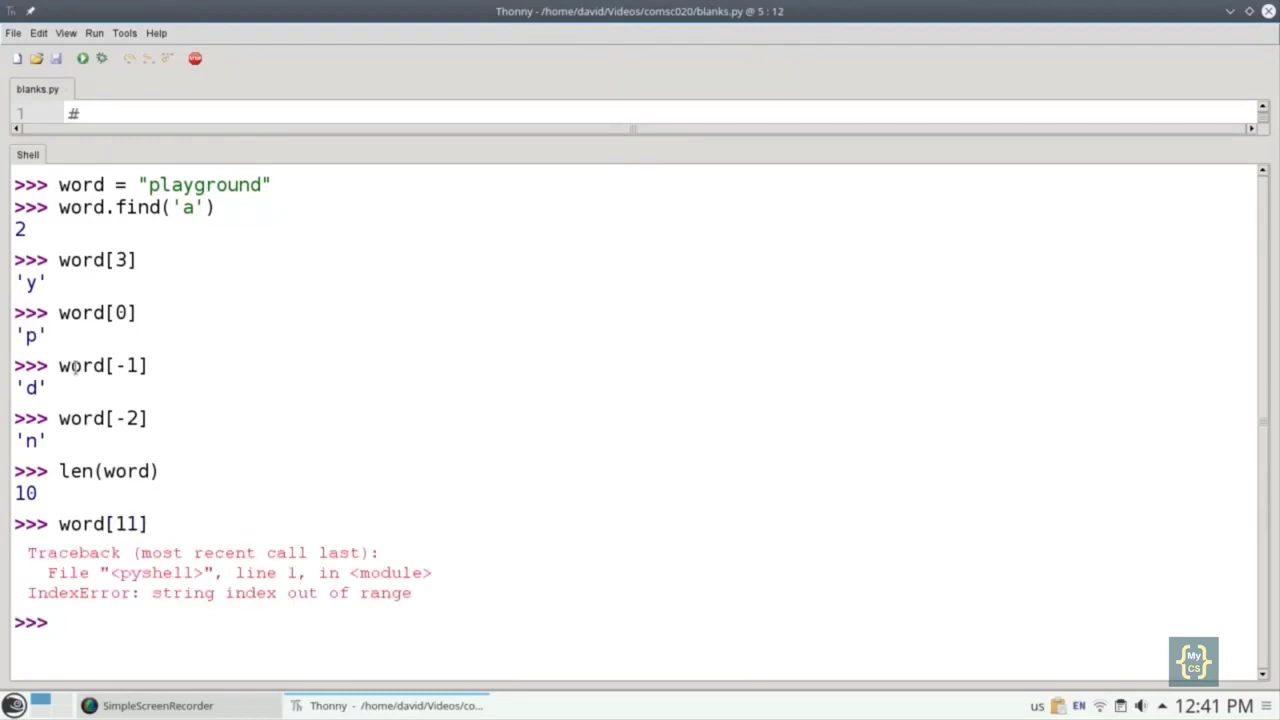 Thonny - /home/david/Videos/comsc020/blanks.py @ 5 : 12
File Edit View Run Tools Help
STOP
blanks.py
1 #
Shell
>>> word = "playground"
>>> word.find('a')
2
>>> word[3]
'y'
>>> word[0]
'p'
>>> word[-1]
'd'
>>> word[-2]
'n'
>>> len(word)
10
>>> word[11]
Traceback (most recent call last):
File "<pyshell>", line 1, in <module>
IndexError: string index out of range
>>>
{My CS}
SimpleScreenRecorder
Thonny - /home/david/Videos/co...
us EN 12:41 PM